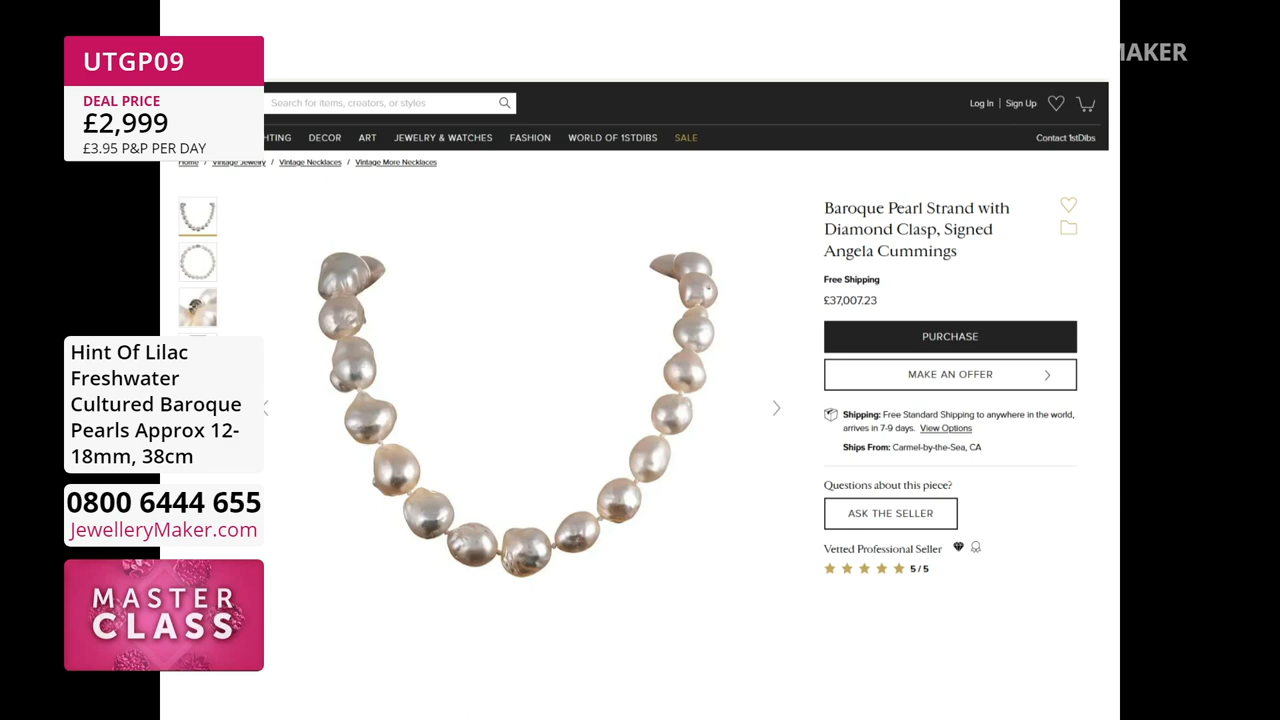 UTGP09
DEAL PRICE
£2,999
£3.95 P&P PER DAY
MAKER
Search for items, creators, or styles
Log In | Sign Up
HTING DECOR ART JEWELRY & WATCHES FASHION WORLD OF 1STDIBS SALE
Contact 1stDibs
Home / Vintage Jewelry / Vintage Necklaces / Vintage More Necklaces
Baroque Pearl Strand with
Diamond Clasp, Signed
Angela Cummings
Free Shipping
£37,007.23
PURCHASE
MAKE AN OFFER
Shipping: Free Standard Shipping to anywhere in the world,
arrives in 7-9 days. View Options
Ships From: Carmel-by-the-Sea, CA
Questions about this piece?
ASK THE SELLER
Vetted Professional Seller
5 / 5
Hint Of Lilac
Freshwater
Cultured Baroque
Pearls Approx 12-
18mm, 38cm
0800 6444 655
JewelleryMaker.com
MASTER
CLASS